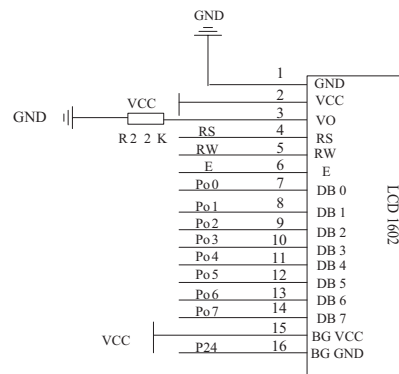 GND
1 GND
VCC 2 VCC
GND 3 VO
R2 2 K RS 4 RS
RW 5 RW
E 6 E
Po0 7 DB 0
Po1 8 DB 1
Po2 9 DB 2
Po3 10 DB 3
Po4 11 DB 4
Po5 12 DB 5
Po6 13 DB 6
Po7 14 DB 7
VCC 15 BG VCC
P24 16 BG GND
LCD 1602